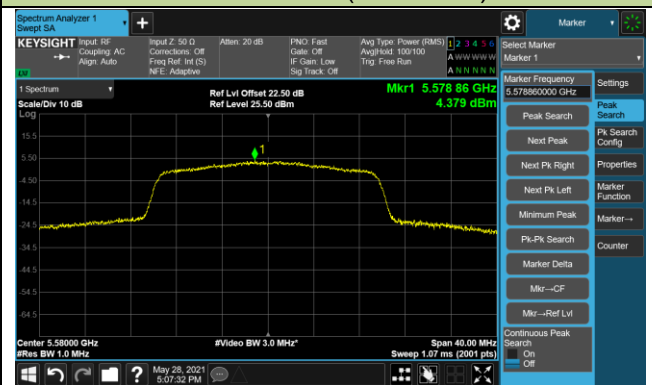 Spectrum Analyzer 1
Swept SA
Marker
KEYSIGHT
Input: RF
Coupling: AC
Align: Auto
Input Z: 50 Ω
Corrections: Off
Freq Ref: Int (S)
NFE: Adaptive
Atten: 20 dB
PNO: Fast
Gate: Off
IF Gain: Low
Sig Track: Off
Avg Type: Power (RMS)
Avg|Hold: 100/100
Trig: Free Run
1 2 3 4 5 6
A W W W W W
A N N N N N
Select Marker
Marker 1
1 Spectrum
Scale/Div 10 dB
Log
Ref Lvl Offset 22.50 dB
Ref Level 25.50 dBm
Mkr1 5.578 86 GHz
4.379 dBm
15.5
5.50
-4.50
-14.5
-24.5
-34.5
-44.5
-54.5
-64.5
1
Center 5.58000 GHz
#Res BW 1.0 MHz
#Video BW 3.0 MHz*
Span 40.00 MHz
Sweep 1.07 ms (2001 pts)
Marker Frequency
5.578860000 GHz
Peak Search
Next Peak
Next Pk Right
Next Pk Left
Minimum Peak
Pk-Pk Search
Marker Delta
Mkr→CF
Mkr→Ref Lvl
Continuous Peak
Search
On
Off
Settings
Peak
Search
Pk Search
Config
Properties
Marker
Function
Marker→
Counter
May 28, 2021
5:07:32 PM